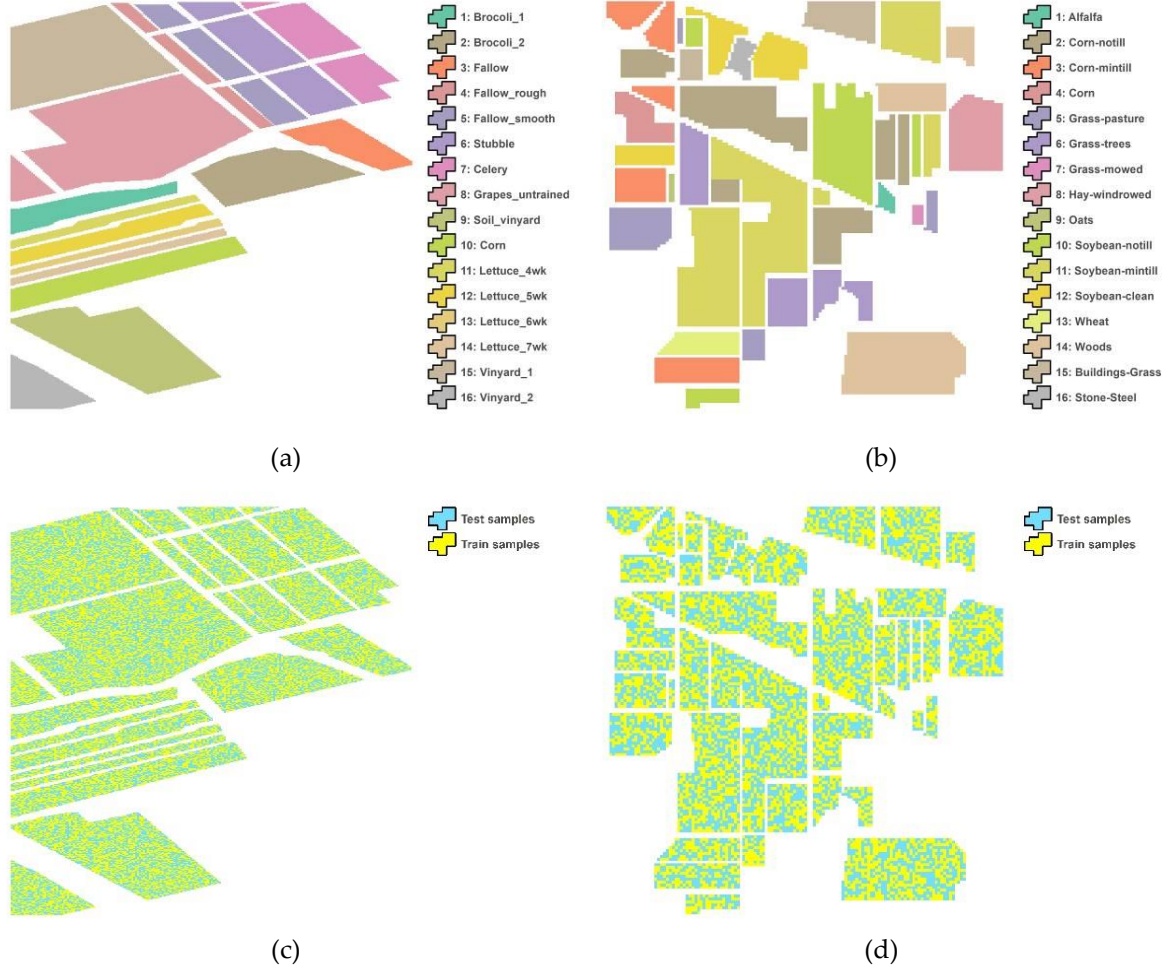 1: Brocoli_1
2: Brocoli_2
3: Fallow
4: Fallow_rough
5: Fallow_smooth
6: Stubble
7: Celery
8: Grapes_untrained
9: Soil_vinyard
10: Corn
11: Lettuce_4wk
12: Lettuce_5wk
13: Lettuce_6wk
14: Lettuce_7wk
15: Vinyard_1
16: Vinyard_2
(a)
1: Alfalfa
2: Corn-notill
3: Corn-mintill
4: Corn
5: Grass-pasture
6: Grass-trees
7: Grass-mowed
8: Hay-windrowed
9: Oats
10: Soybean-notill
11: Soybean-mintill
12: Soybean-clean
13: Wheat
14: Woods
15: Buildings-Grass
16: Stone-Steel
(b)
Test samples
Train samples
(c)
Test samples
Train samples
(d)